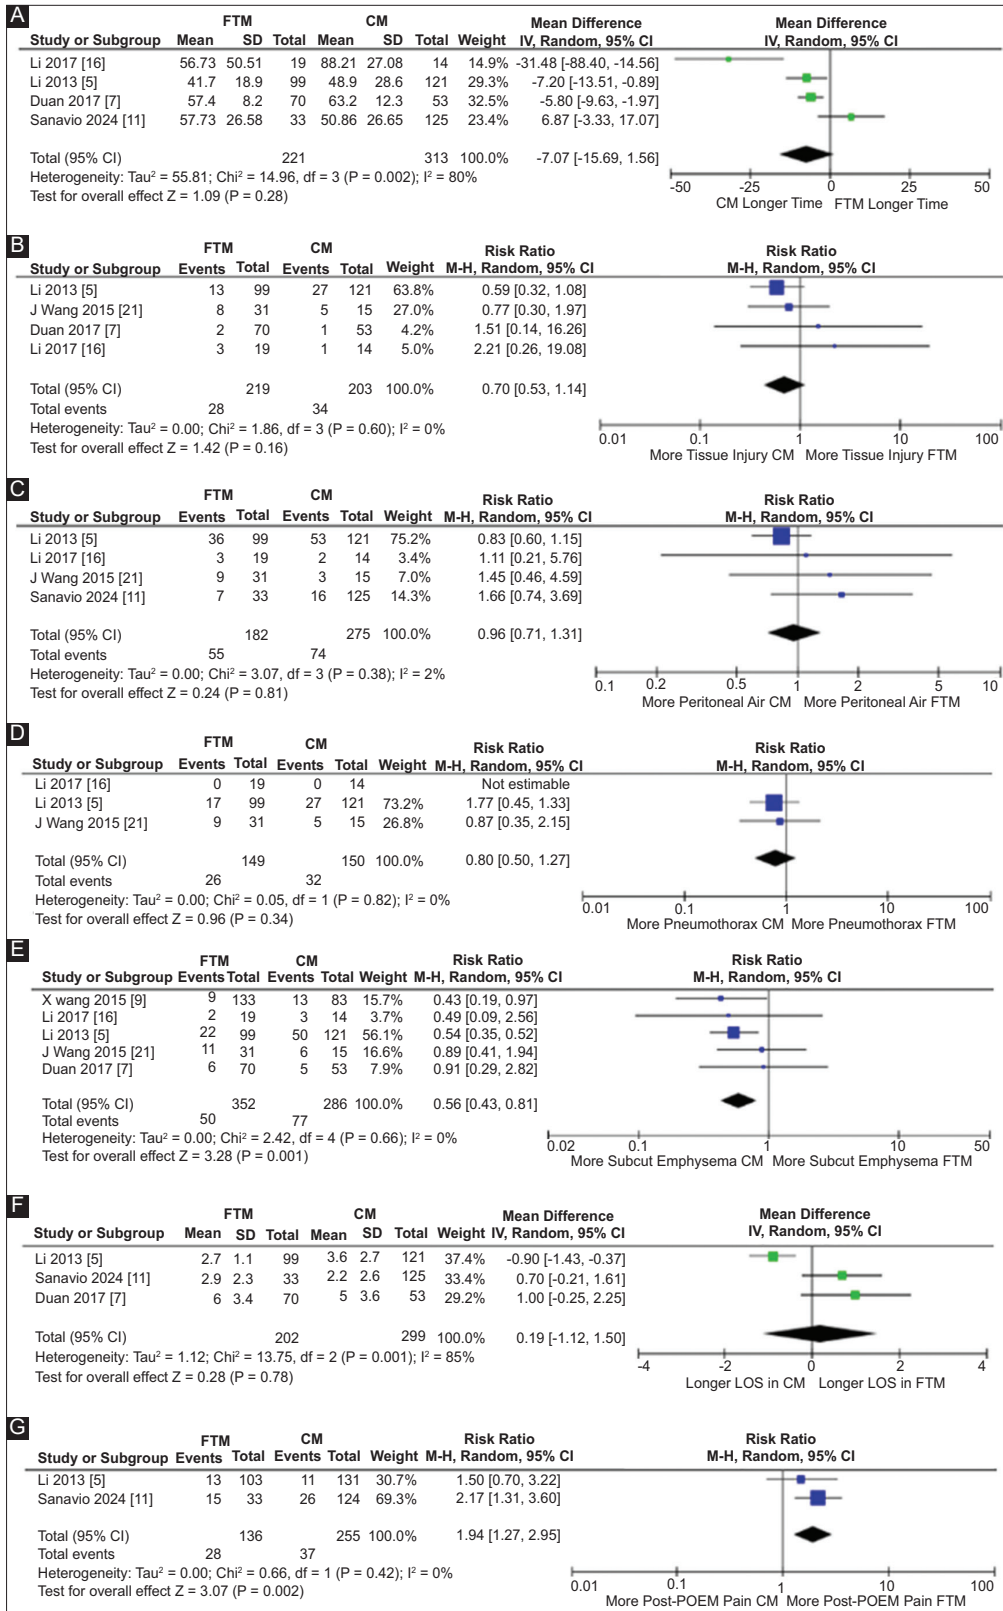 A
FTM CM Mean Difference Mean Difference
Study or Subgroup Mean SD Total Mean SD Total Weight IV, Random, 95% CI IV, Random, 95% CI
Li 2017 [16] 56.73 50.51 19 88.21 27.08 14 14.9% -31.48 [-88.40, -14.56]
Li 2013 [5] 41.7 18.9 99 48.9 28.6 121 29.3% -7.20 [-13.51, -0.89]
Duan 2017 [7] 57.4 8.2 70 63.2 12.3 53 32.5% -5.80 [-9.63, -1.97]
Sanavio 2024 [11] 57.73 26.58 33 50.86 26.65 125 23.4% 6.87 [-3.33, 17.07]
Total (95% CI) 221 313 100.0% -7.07 [-15.69, 1.56]
Heterogeneity: Tau² = 55.81; Chi² = 14.96, df = 3 (P = 0.002); I² = 80%
Test for overall effect Z = 1.09 (P = 0.28)
-50 -25 0 25 50
CM Longer Time FTM Longer Time
B
FTM CM Risk Ratio Risk Ratio
Study or Subgroup Events Total Events Total Weight M-H, Random, 95% CI M-H, Random, 95% CI
Li 2013 [5] 13 99 27 121 63.8% 0.59 [0.32, 1.08]
J Wang 2015 [21] 8 31 5 15 27.0% 0.77 [0.30, 1.97]
Duan 2017 [7] 2 70 1 53 4.2% 1.51 [0.14, 16.26]
Li 2017 [16] 3 19 1 14 5.0% 2.21 [0.26, 19.08]
Total (95% CI) 219 203 100.0% 0.70 [0.53, 1.14]
Total events 28 34
Heterogeneity: Tau² = 0.00; Chi² = 1.86, df = 3 (P = 0.60); I² = 0%
Test for overall effect Z = 1.42 (P = 0.16)
0.01 0.1 1 10 100
More Tissue Injury CM More Tissue Injury FTM
C
FTM CM Risk Ratio Risk Ratio
Study or Subgroup Events Total Events Total Weight M-H, Random, 95% CI M-H, Random, 95% CI
Li 2013 [5] 36 99 53 121 75.2% 0.83 [0.60, 1.15]
Li 2017 [16] 3 19 2 14 3.4% 1.11 [0.21, 5.76]
J Wang 2015 [21] 9 31 3 15 7.0% 1.45 [0.46, 4.59]
Sanavio 2024 [11] 7 33 16 125 14.3% 1.66 [0.74, 3.69]
Total (95% CI) 182 275 100.0% 0.96 [0.71, 1.31]
Total events 55 74
Heterogeneity: Tau² = 0.00; Chi² = 3.07, df = 3 (P = 0.38); I² = 2%
Test for overall effect Z = 0.24 (P = 0.81)
0.1 0.2 0.5 1 2 5 10
More Peritoneal Air CM More Peritoneal Air FTM
D
FTM CM Risk Ratio Risk Ratio
Study or Subgroup Events Total Events Total Weight M-H, Random, 95% CI M-H, Random, 95% CI
Li 2017 [16] 0 19 0 14 Not estimable
Li 2013 [5] 17 99 27 121 73.2% 1.77 [0.45, 1.33]
J Wang 2015 [21] 9 31 5 15 26.8% 0.87 [0.35, 2.15]
Total (95% CI) 149 150 100.0% 0.80 [0.50, 1.27]
Total events 26 32
Heterogeneity: Tau² = 0.00; Chi² = 0.05, df = 1 (P = 0.82); I² = 0%
Test for overall effect Z = 0.96 (P = 0.34)
0.01 0.1 1 10 100
More Pneumothorax CM More Pneumothorax FTM
E
FTM CM Risk Ratio Risk Ratio
Study or Subgroup Events Total Events Total Weight M-H, Random, 95% CI M-H, Random, 95% CI
X wang 2015 [9] 9 133 13 83 15.7% 0.43 [0.19, 0.97]
Li 2017 [16] 2 19 3 14 3.7% 0.49 [0.09, 2.56]
Li 2013 [5] 22 99 50 121 56.1% 0.54 [0.35, 0.52]
J Wang 2015 [21] 11 31 6 15 16.6% 0.89 [0.41, 1.94]
Duan 2017 [7] 6 70 5 53 7.9% 0.91 [0.29, 2.82]
Total (95% CI) 352 286 100.0% 0.56 [0.43, 0.81]
Total events 50 77
Heterogeneity: Tau² = 0.00; Chi² = 2.42, df = 4 (P = 0.66); I² = 0%
Test for overall effect Z = 3.28 (P = 0.001)
0.02 0.1 1 10 50
More Subcut Emphysema CM More Subcut Emphysema FTM
F
FTM CM Mean Difference Mean Difference
Study or Subgroup Mean SD Total Mean SD Total Weight IV, Random, 95% CI IV, Random, 95% CI
Li 2013 [5] 2.7 1.1 99 3.6 2.7 121 37.4% -0.90 [-1.43, -0.37]
Sanavio 2024 [11] 2.9 2.3 33 2.2 2.6 125 33.4% 0.70 [-0.21, 1.61]
Duan 2017 [7] 6 3.4 70 5 3.6 53 29.2% 1.00 [-0.25, 2.25]
Total (95% CI) 202 299 100.0% 0.19 [-1.12, 1.50]
Heterogeneity: Tau² = 1.12; Chi² = 13.75, df = 2 (P = 0.001); I² = 85%
Test for overall effect Z = 0.28 (P = 0.78)
-4 -2 0 2 4
Longer LOS in CM Longer LOS in FTM
G
FTM CM Risk Ratio Risk Ratio
Study or Subgroup Events Total Events Total Weight M-H, Random, 95% CI M-H, Random, 95% CI
Li 2013 [5] 13 103 11 131 30.7% 1.50 [0.70, 3.22]
Sanavio 2024 [11] 15 33 26 124 69.3% 2.17 [1.31, 3.60]
Total (95% CI) 136 255 100.0% 1.94 [1.27, 2.95]
Total events 28 37
Heterogeneity: Tau² = 0.00; Chi² = 0.66, df = 1 (P = 0.42); I² = 0%
Test for overall effect Z = 3.07 (P = 0.002)
0.01 0.1 1 10 100
More Post-POEM Pain CM More Post-POEM Pain FTM